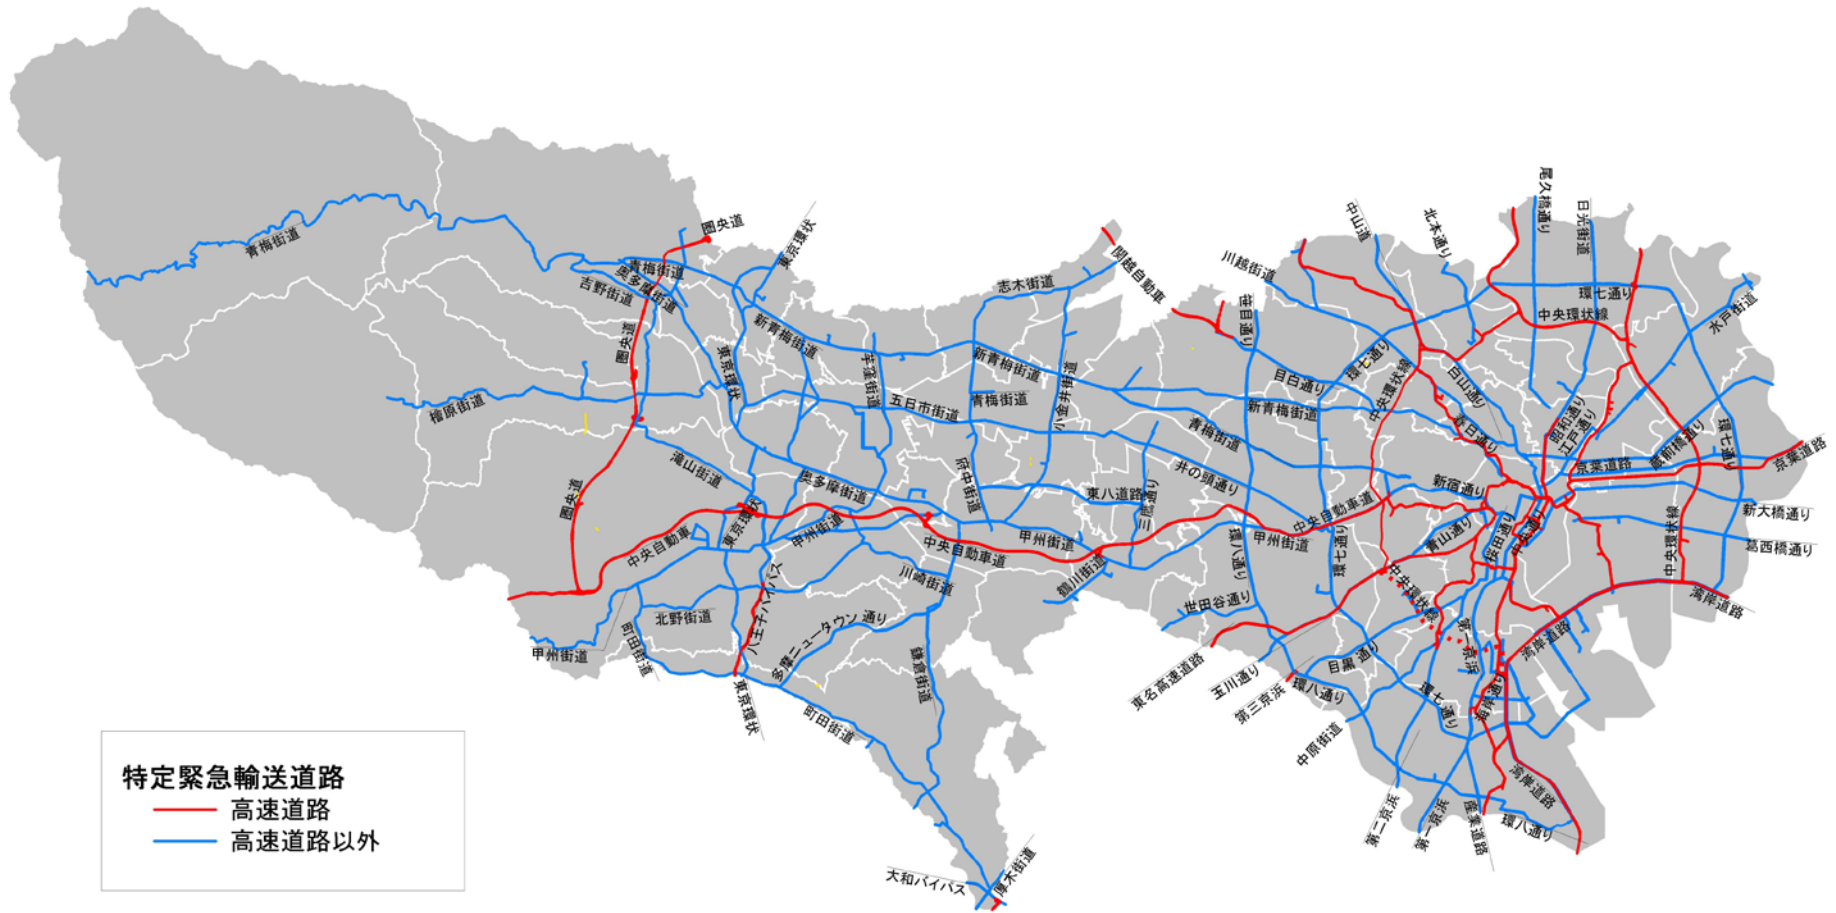 尾久橋通り
日光街道
中山道
北本通り
圏央道
東京環状
青梅街道
関越自動車
川越街道
青梅街道
奥多摩街道
吉野街道
志木街道
笹目通り
環七通り
水戸街道
中央環状線
新青梅街道
圏央道
東京環状
芋窪街道
新青梅街道
小金井街道
目白通り
環七通り
中央環状線
白山通り
檜原街道
五日市街道
青梅街道
新青梅街道
春日通り
昭和通り
江戸通り
環七通り
蔵前橋通り
京葉道路
青梅街道
滝山街道
奥多摩街道
府中街道
東八道路
三鷹通り
井の頭通り
新宿通り
京葉道路
圏央道
東京環状
中央自動車道
新大橋通り
中央自動車
甲州街道
中央自動車道
甲州街道
環八通り
甲州街道
環七通り
青山通り
桜田通り
中央通り
中央環状線
葛西橋通り
川崎街道
鶴川街道
世田谷通り
中央環状線
湾岸道路
北野街道
八王子バイパス
多摩ニュータウン通り
町田街道
甲州街道
鎌倉街道
東名高速道路
玉川通り
第三京浜
目黒通り
環八通り
第一京浜
湾岸道路
環七通り
海岸通り
東京環状
町田街道
中原街道
湾岸道路
特定緊急輸送道路
高速道路
高速道路以外
第二京浜
第一京浜
産業道路
環八通り
大和バイパス
厚木街道